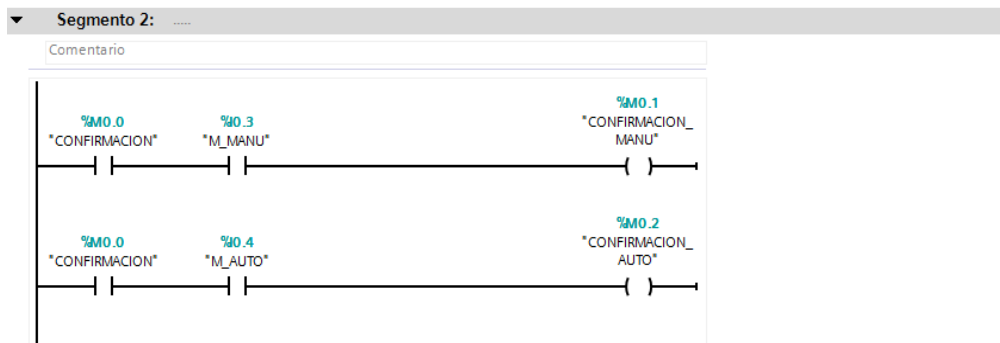 Segmento 2: .....
Comentario
%M0.1
%M0.0 %I0.3 "CONFIRMACION_
"CONFIRMACION" "M_MANU" MANU"
%M0.2
%M0.0 %I0.4 "CONFIRMACION_
"CONFIRMACION" "M_AUTO" AUTO"